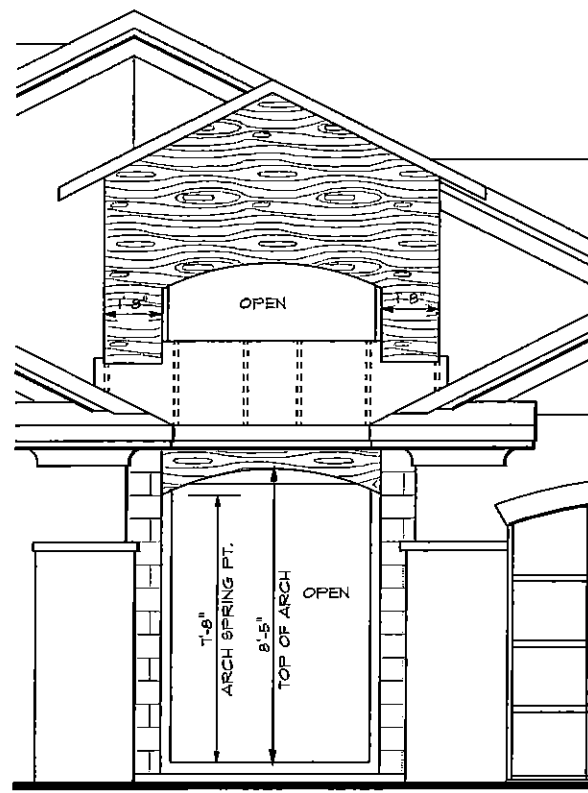 1'-8"
OPEN
1'-8"
7'-8"
ARCH SPRING PT.
8'-5"
TOP OF ARCH
OPEN